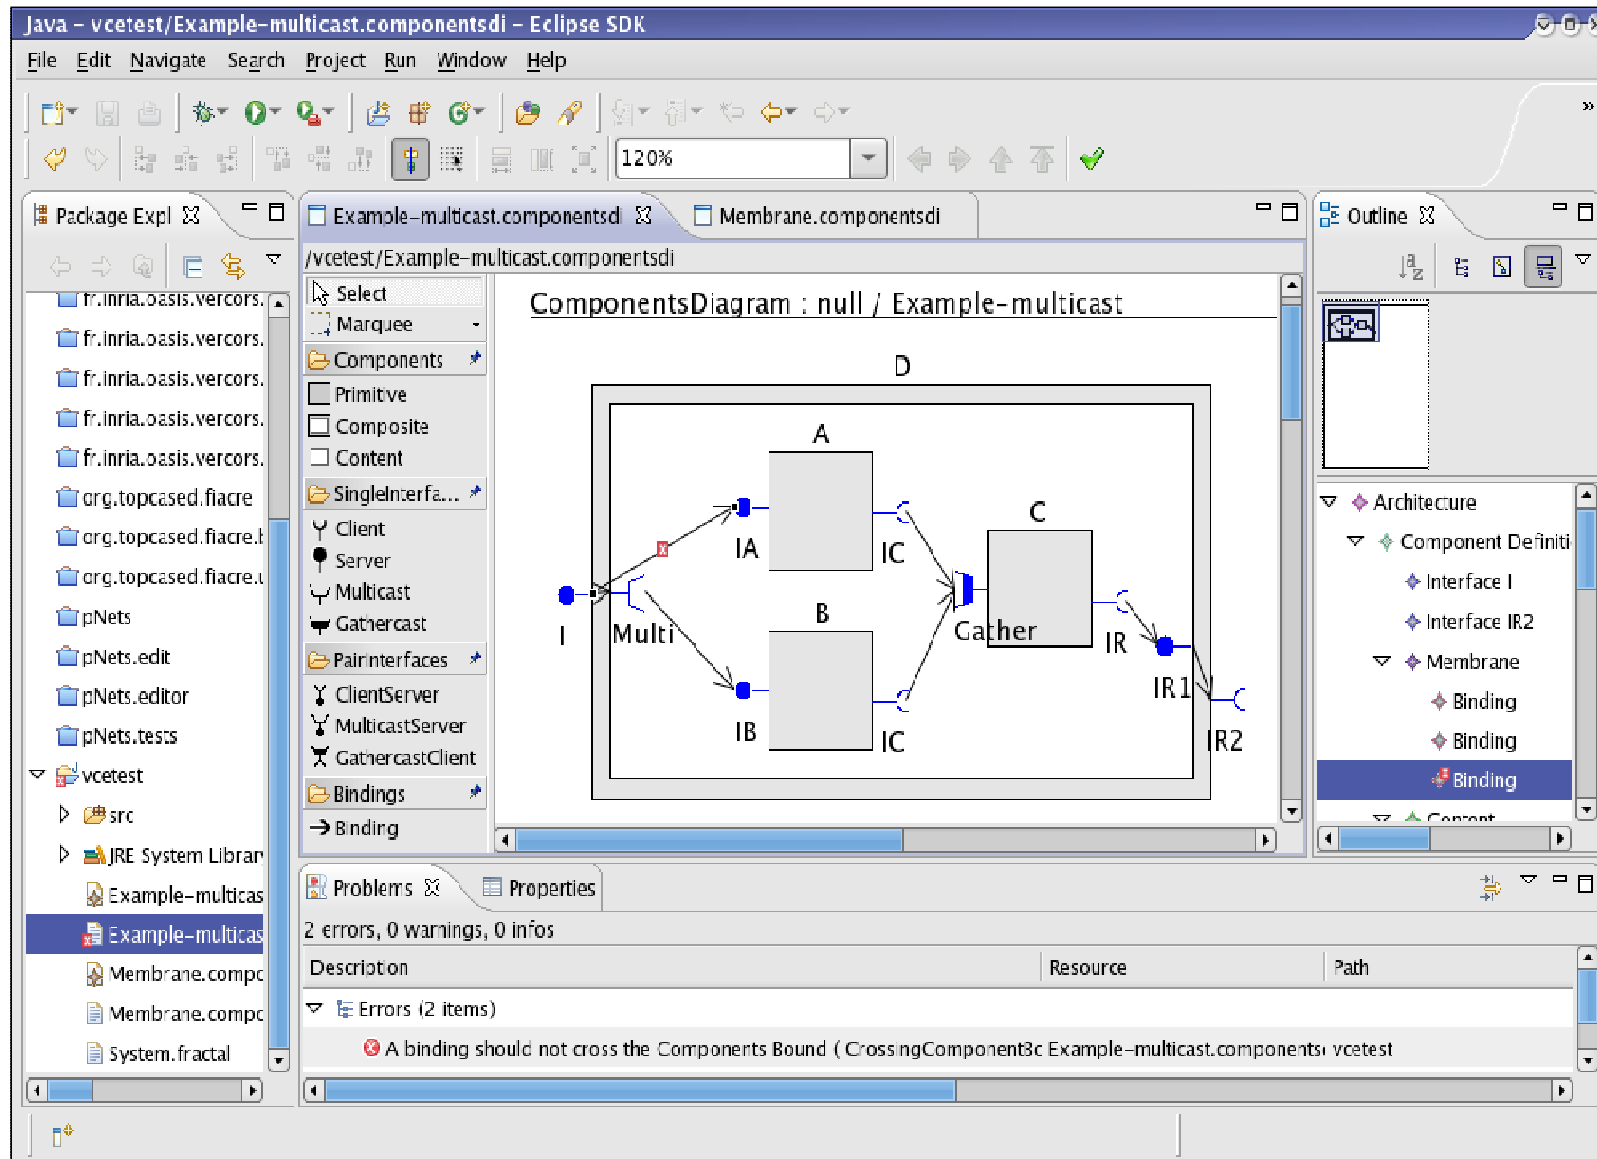 Java – vcetest/Example-multicast.componentsdi – Eclipse SDK
File Edit Navigate Search Project Run Window Help
120%
Package Expl
fr.inria.oasis.vercors.
fr.inria.oasis.vercors.
fr.inria.oasis.vercors.
fr.inria.oasis.vercors.
fr.inria.oasis.vercors.
org.topcased.fiacre
org.topcased.fiacre.
org.topcased.fiacre.
pNets
pNets.edit
pNets.editor
pNets.tests
vcetest
src
JRE System Library
Example-multicas
Example-multicas
Membrane.compo
Membrane.compo
System.fractal
Example-multicast.componentsdi
Membrane.componentsdi
/vcetest/Example-multicast.componentsdi
Select
Marquee
Components
Primitive
Composite
Content
SingleInterfa...
Client
Server
Multicast
Gathercast
PairInterfaces
ClientServer
MulticastServer
GathercastClient
Bindings
Binding
ComponentsDiagram : null / Example-multicast
D
A
IA
IC
C
I
Multi
B
Gather
IR
IR1
IB
IC
IR2
Outline
Architecture
Component Definiti
Interface I
Interface IR2
Membrane
Binding
Binding
Binding
Content
Problems
Properties
2 errors, 0 warnings, 0 infos
Description Resource Path
Errors (2 items)
A binding should not cross the Components Bound ( CrossingComponentBc Example-multicast.components vcetest